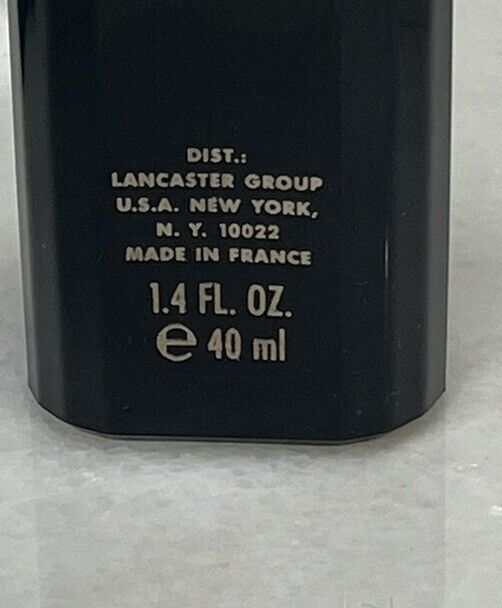 DIST.:
LANCASTER GROUP
U.S.A. NEW YORK,
N. Y. 10022
MADE IN FRANCE
1.4 FL. OZ.
℮ 40 ml